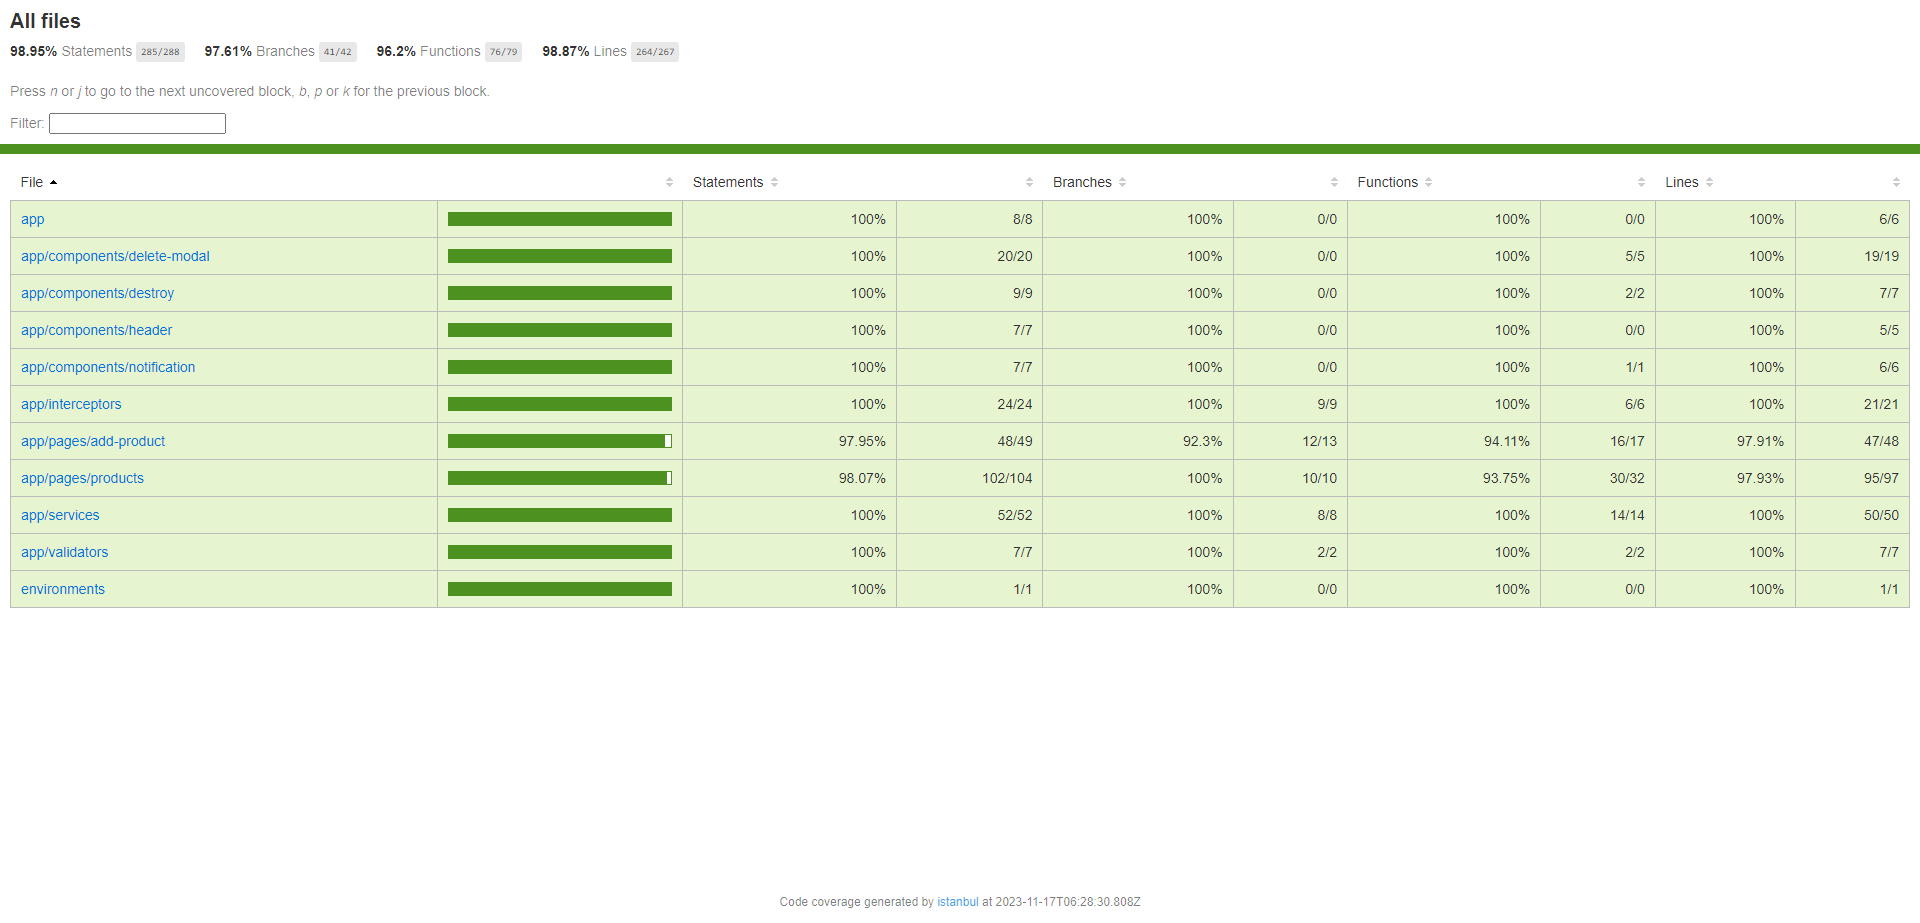 All files
98.95% Statements 285/288 97.61% Branches 41/42 96.2% Functions 76/79 98.87% Lines 264/267
Press n or j to go to the next uncovered block, b, p or k for the previous block.
Filter:
File Statements Branches Functions Lines
app 100% 8/8 100% 0/0 100% 0/0 100% 6/6
app/components/delete-modal 100% 20/20 100% 0/0 100% 5/5 100% 19/19
app/components/destroy 100% 9/9 100% 0/0 100% 2/2 100% 7/7
app/components/header 100% 7/7 100% 0/0 100% 0/0 100% 5/5
app/components/notification 100% 7/7 100% 0/0 100% 1/1 100% 6/6
app/interceptors 100% 24/24 100% 9/9 100% 6/6 100% 21/21
app/pages/add-product 97.95% 48/49 92.3% 12/13 94.11% 16/17 97.91% 47/48
app/pages/products 98.07% 102/104 100% 10/10 93.75% 30/32 97.93% 95/97
app/services 100% 52/52 100% 8/8 100% 14/14 100% 50/50
app/validators 100% 7/7 100% 2/2 100% 2/2 100% 7/7
environments 100% 1/1 100% 0/0 100% 0/0 100% 1/1
Code coverage generated by istanbul at 2023-11-17T06:28:30.808Z